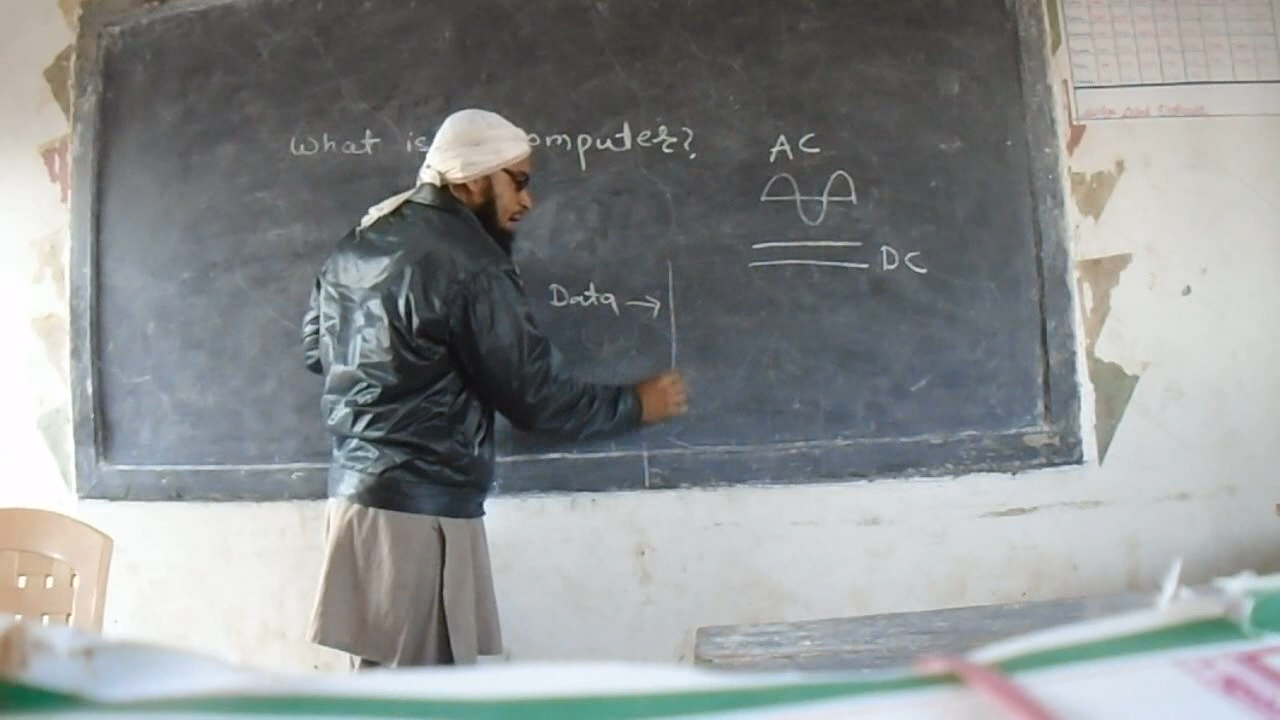 What is omputer?
AC
DC
Data →